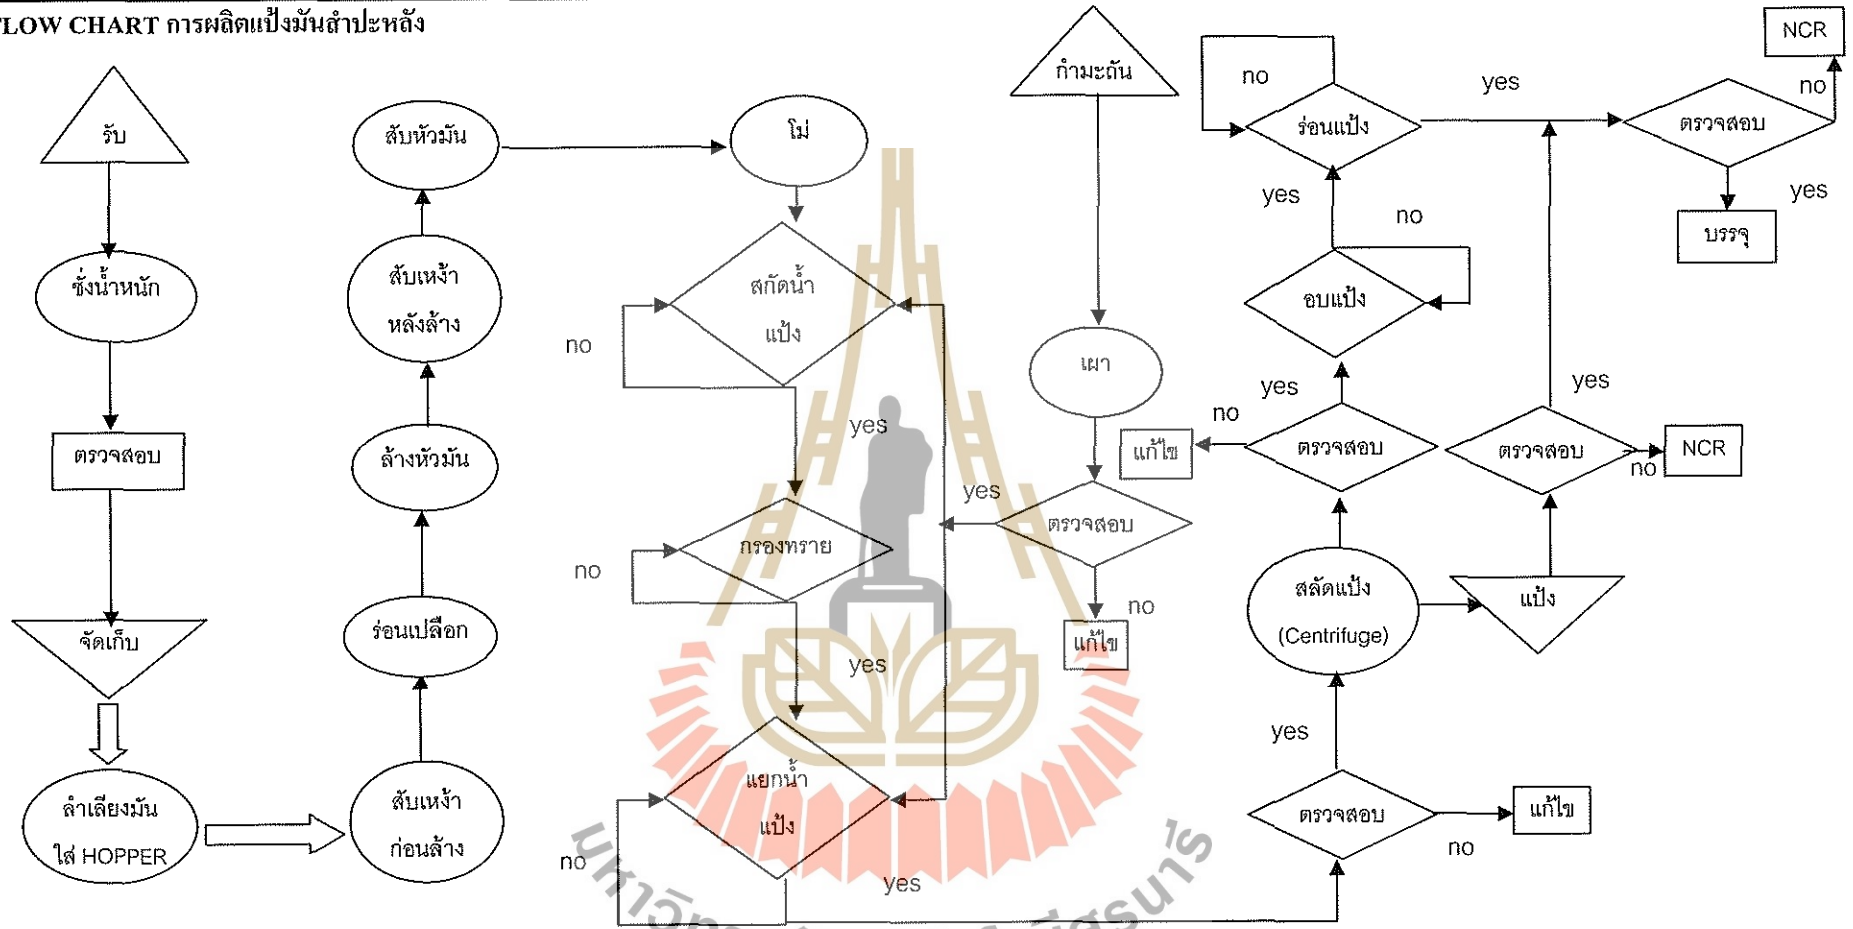 FLOW CHART การผลิตแป้งมันสำปะหลัง
รับ
ชั่งน้ำหนัก
ตรวจสอบ
จัดเก็บ
ลำเลียงมัน
ใส่ HOPPER
สับเหง้า
ก่อนล้าง
ร่อนเปลือก
ล้างหัวมัน
สับเหง้า
หลังล้าง
สับหัวมัน
โม่
สกัดน้ำ
แป้ง
no
yes
กรองทราย
no
yes
แยกน้ำ
แป้ง
no
yes
กำมะถัน
เผา
ตรวจสอบ
yes
no
แก้ไข
ตรวจสอบ
no
แก้ไข
yes
สลัดแป้ง
(Centrifuge)
แป้ง
ตรวจสอบ
no
แก้ไข
yes
ตรวจสอบ
no
NCR
yes
อบแป้ง
no
yes
ร่อนแป้ง
no
yes
ตรวจสอบ
no
NCR
yes
บรรจุ